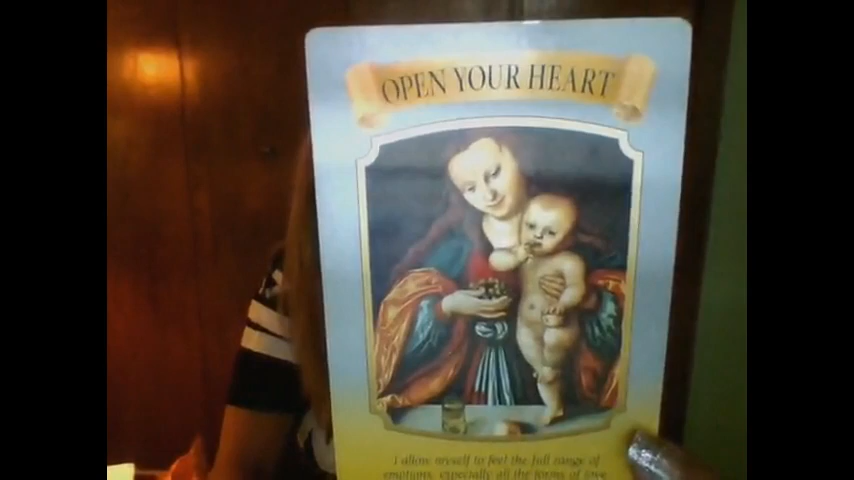 OPEN YOUR HEART
I allow myself to feel the full range of
emotions, especially all the forms of love